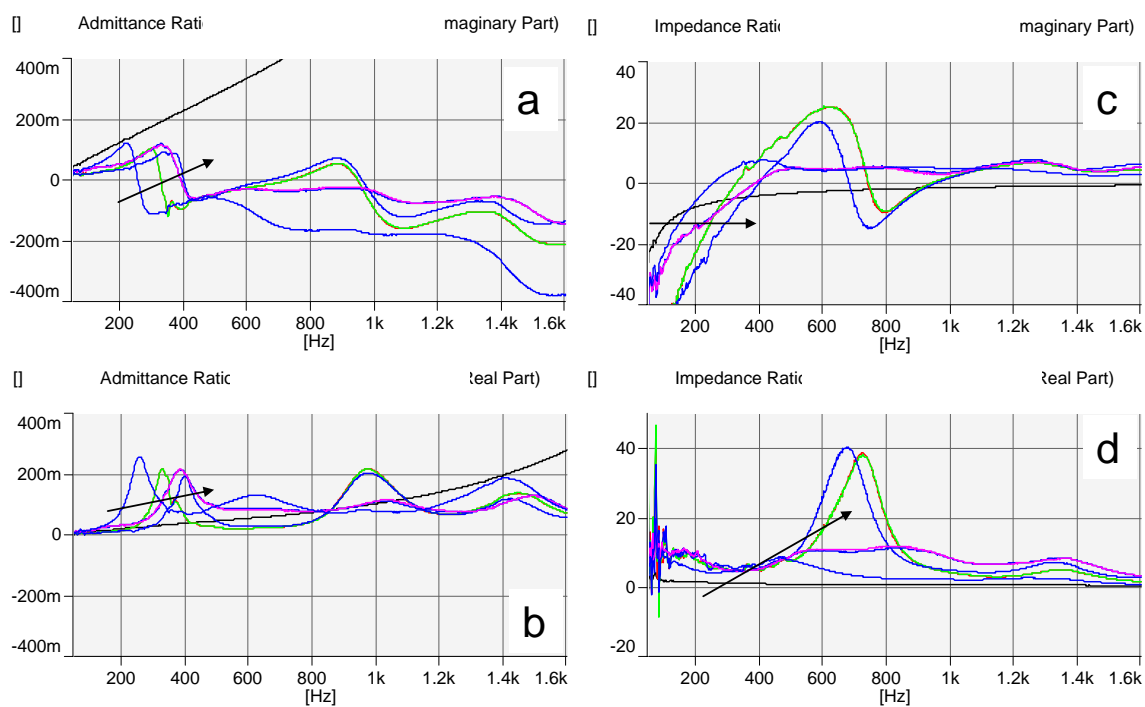 [] Admittance Ratio maginary Part)
400m
200m
0
-200m
-400m
a
200 400 600 800 1k 1.2k 1.4k 1.6k
[Hz]
[] Impedance Ratio maginary Part)
40
20
0
-20
-40
c
200 400 600 800 1k 1.2k 1.4k 1.6k
[Hz]
[] Admittance Ratio Real Part)
400m
200m
0
-200m
-400m
b
200 400 600 800 1k 1.2k 1.4k 1.6k
[Hz]
[] Impedance Ratio Real Part)
40
20
0
-20
d
200 400 600 800 1k 1.2k 1.4k 1.6k
[Hz]